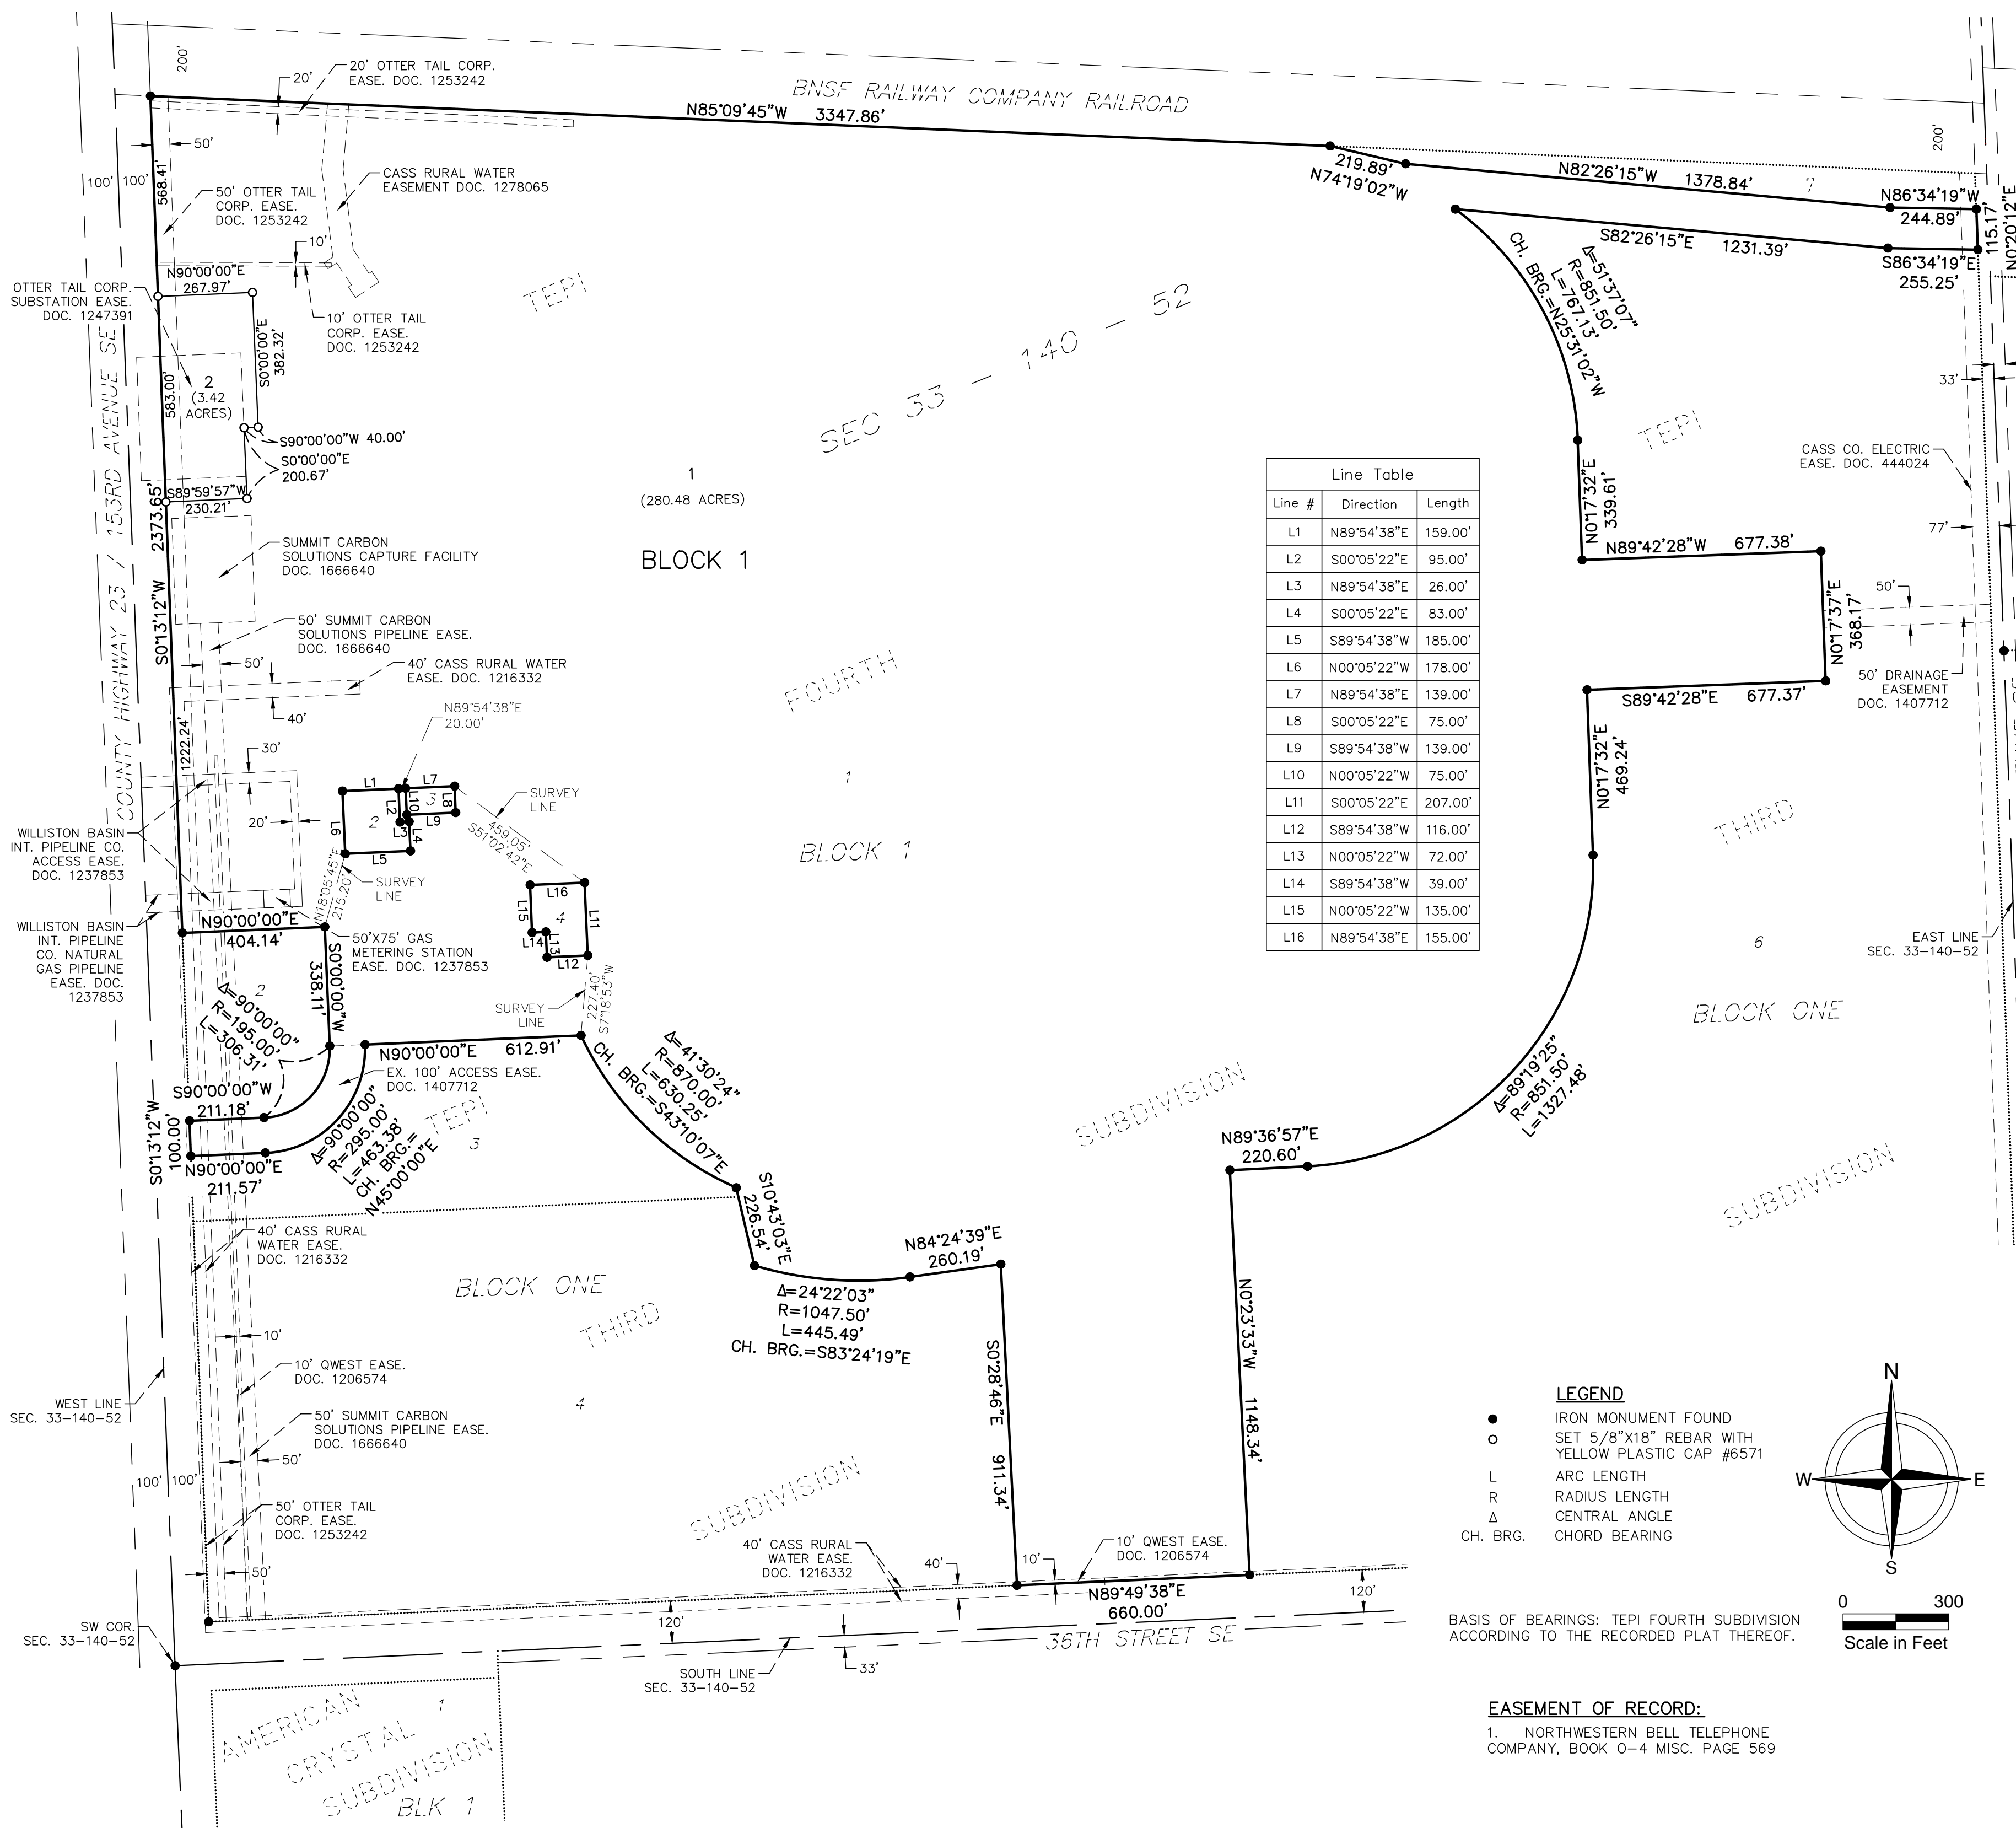 200'
20'
20' OTTER TAIL CORP.
EASE. DOC. 1253242
BNSF RAILWAY COMPANY RAILROAD
N85°09'45"W 3347.86'
200'
50'
100' 100'
568.41'
50' OTTER TAIL
CORP. EASE.
DOC. 1253242
CASS RURAL WATER
EASEMENT DOC. 1278065
219.89'
N74°19'02"W
N82°26'15"W 1378.84'
7
N86°34'19"W
244.89'
115.17'
N0°20'12"E
S82°26'15"E 1231.39'
S86°34'19"E
255.25'
10'
N90°00'00"E
267.97'
OTTER TAIL CORP.
SUBSTATION EASE.
DOC. 1247391
10' OTTER TAIL
CORP. EASE.
DOC. 1253242
S0°00'00"E
382.32'
TEPI
SEC 33 - 140 - 52
Δ=51°37'07"
R=851.50'
L=767.13'
CH. BRG.=N25°31'02"W
33'
583.00'
2
(3.42
ACRES)
S90°00'00"W 40.00'
S0°00'00"E
200.67'
S89°59'57"W
230.21'
COUNTY HIGHWAY 23 / 153RD AVENUE SE
2373.65'
S0°13'12"W
1
(280.48 ACRES)
BLOCK 1
TEPI
CASS CO. ELECTRIC
EASE. DOC. 444024
77'
N0°17'32"E
339.61'
N89°42'28"W 677.38'
50'
N0°17'37"E
368.17'
50' DRAINAGE
EASEMENT
DOC. 1407712
S89°42'28"E 677.37'
N0°17'32"E
469.24'
Line Table
Line # Direction Length
L1 N89°54'38"E 159.00'
L2 S00°05'22"E 95.00'
L3 N89°54'38"E 26.00'
L4 S00°05'22"E 83.00'
L5 S89°54'38"W 185.00'
L6 N00°05'22"W 178.00'
L7 N89°54'38"E 139.00'
L8 S00°05'22"E 75.00'
L9 S89°54'38"W 139.00'
L10 N00°05'22"W 75.00'
L11 S00°05'22"E 207.00'
L12 S89°54'38"W 116.00'
L13 N00°05'22"W 72.00'
L14 S89°54'38"W 39.00'
L15 N00°05'22"W 135.00'
L16 N89°54'38"E 155.00'
SUMMIT CARBON
SOLUTIONS CAPTURE FACILITY
DOC. 1666640
50' SUMMIT CARBON
SOLUTIONS PIPELINE EASE.
DOC. 1666640
50'
40' CASS RURAL WATER
EASE. DOC. 1216332
40'
1222.24'
30'
20'
N89°54'38"E
20.00'
L1
L2
L3
L4
L5
L6
L7
L8
L9
L10
2
3
SURVEY
LINE
459.05'
S51°02'42"E
FOURTH
1
BLOCK 1
THIRD
6
BLOCK ONE
EAST LINE
SEC. 33-140-52
WILLISTON BASIN
INT. PIPELINE CO.
ACCESS EASE.
DOC. 1237853
WILLISTON BASIN
INT. PIPELINE
CO. NATURAL
GAS PIPELINE
EASE. DOC.
1237853
N18°05'45"E
215.20'
SURVEY
LINE
L16
L15
L14
L13
L12
L11
4
N90°00'00"E
404.14'
50'X75' GAS
METERING STATION
EASE. DOC. 1237853
S0°00'00"W
338.11'
2
Δ=90°00'00"
R=195.00'
L=306.31'
SURVEY
LINE
227.40'
S7°18'53"W
N90°00'00"E 612.91'
EX. 100' ACCESS EASE.
DOC. 1407712
S90°00'00"W
211.18'
S0°13'12"W
100.00'
N90°00'00"E
211.57'
Δ=90°00'00"
R=295.00'
L=463.38'
CH. BRG.=
N45°00'00"E
TEPI
3
Δ=41°30'24"
R=870.00'
L=630.25'
CH. BRG.=S43°10'07"E
SUBDIVISION
Δ=89°19'25"
R=851.50'
L=1327.48'
N89°36'57"E
220.60'
SUBDIVISION
S10°43'03"E
226.54'
N84°24'39"E
260.19'
Δ=24°22'03"
R=1047.50'
L=445.49'
CH. BRG.=S83°24'19"E
40' CASS RURAL
WATER EASE.
DOC. 1216332
BLOCK ONE
THIRD
4
SUBDIVISION
10'
10' QWEST EASE.
DOC. 1206574
WEST LINE
SEC. 33-140-52
50' SUMMIT CARBON
SOLUTIONS PIPELINE EASE.
DOC. 1666640
50'
100' 100'
50' OTTER TAIL
CORP. EASE.
DOC. 1253242
50'
S0°28'46"E 911.34'
N0°23'33"W 1148.34'
40' CASS RURAL
WATER EASE.
DOC. 1216332
40'
10'
10' QWEST EASE.
DOC. 1206574
N89°49'38"E
660.00'
120'
120'
36TH STREET SE
33'
SOUTH LINE
SEC. 33-140-52
SW COR.
SEC. 33-140-52
AMERICAN
1
CRYSTAL
SUBDIVISION
BLK 1
LEGEND
IRON MONUMENT FOUND
SET 5/8"X18" REBAR WITH
YELLOW PLASTIC CAP #6571
L ARC LENGTH
R RADIUS LENGTH
Δ CENTRAL ANGLE
CH. BRG. CHORD BEARING
N
W E
S
0 300
Scale in Feet
BASIS OF BEARINGS: TEPI FOURTH SUBDIVISION
ACCORDING TO THE RECORDED PLAT THEREOF.
EASEMENT OF RECORD:
1. NORTHWESTERN BELL TELEPHONE
COMPANY, BOOK O-4 MISC. PAGE 569